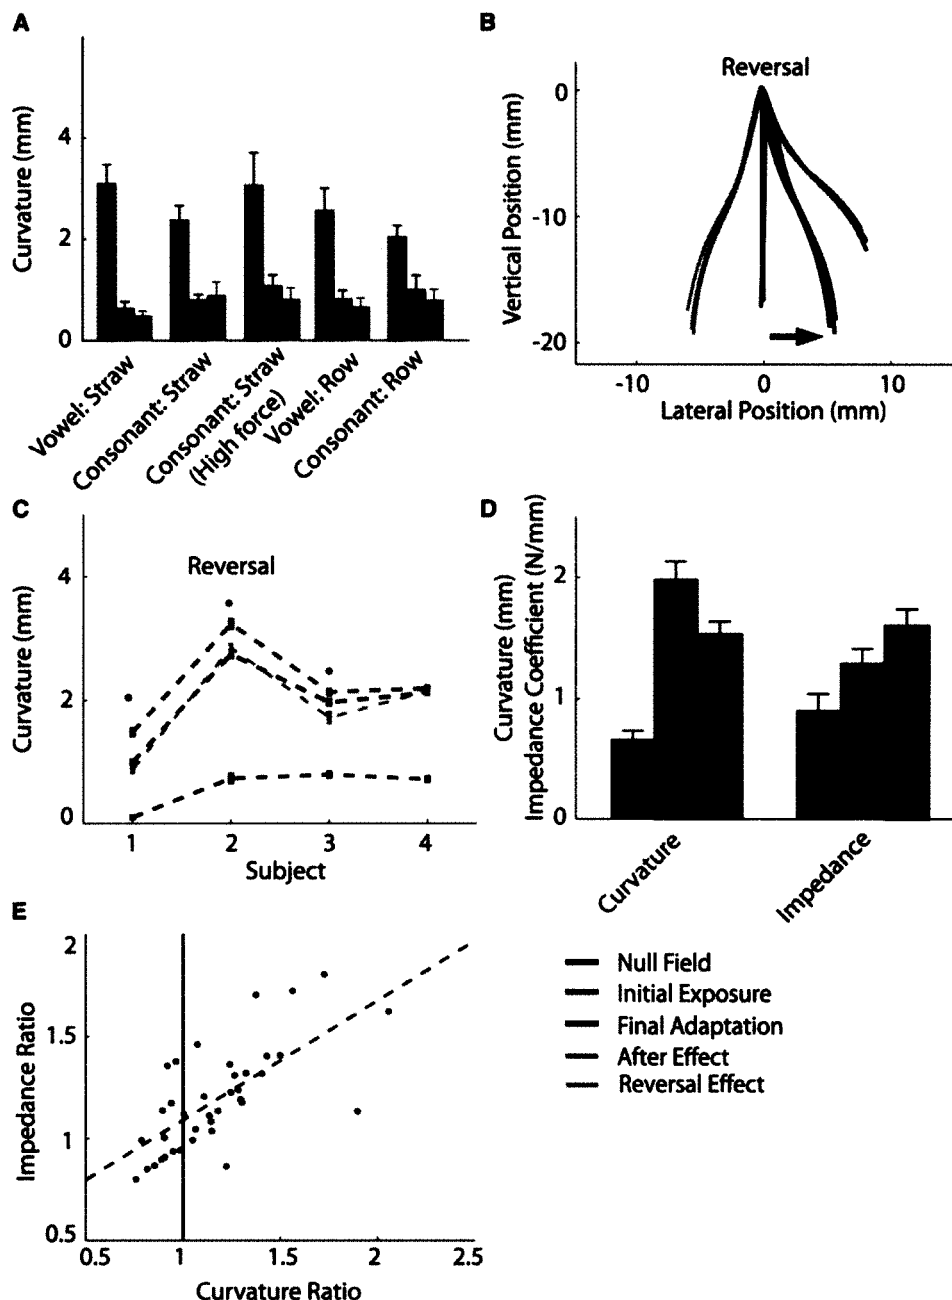 A
Curvature (mm)
4
2
0
Vowel: Straw
Consonant: Straw
Consonant: Straw
(High force)
Vowel: Row
Consonant: Row
B
Reversal
Vertical Position (mm)
0
-10
-20
-10 0 10
Lateral Position (mm)
C
Reversal
Curvature (mm)
4
2
0
1 2 3 4
Subject
D
Curvature (mm)
Impedance Coefficient (N/mm)
2
1
0
Curvature
Impedance
E
Impedance Ratio
2
1.5
1
0.5
0.5 1 1.5 2 2.5
Curvature Ratio
Null Field
Initial Exposure
Final Adaptation
After Effect
Reversal Effect